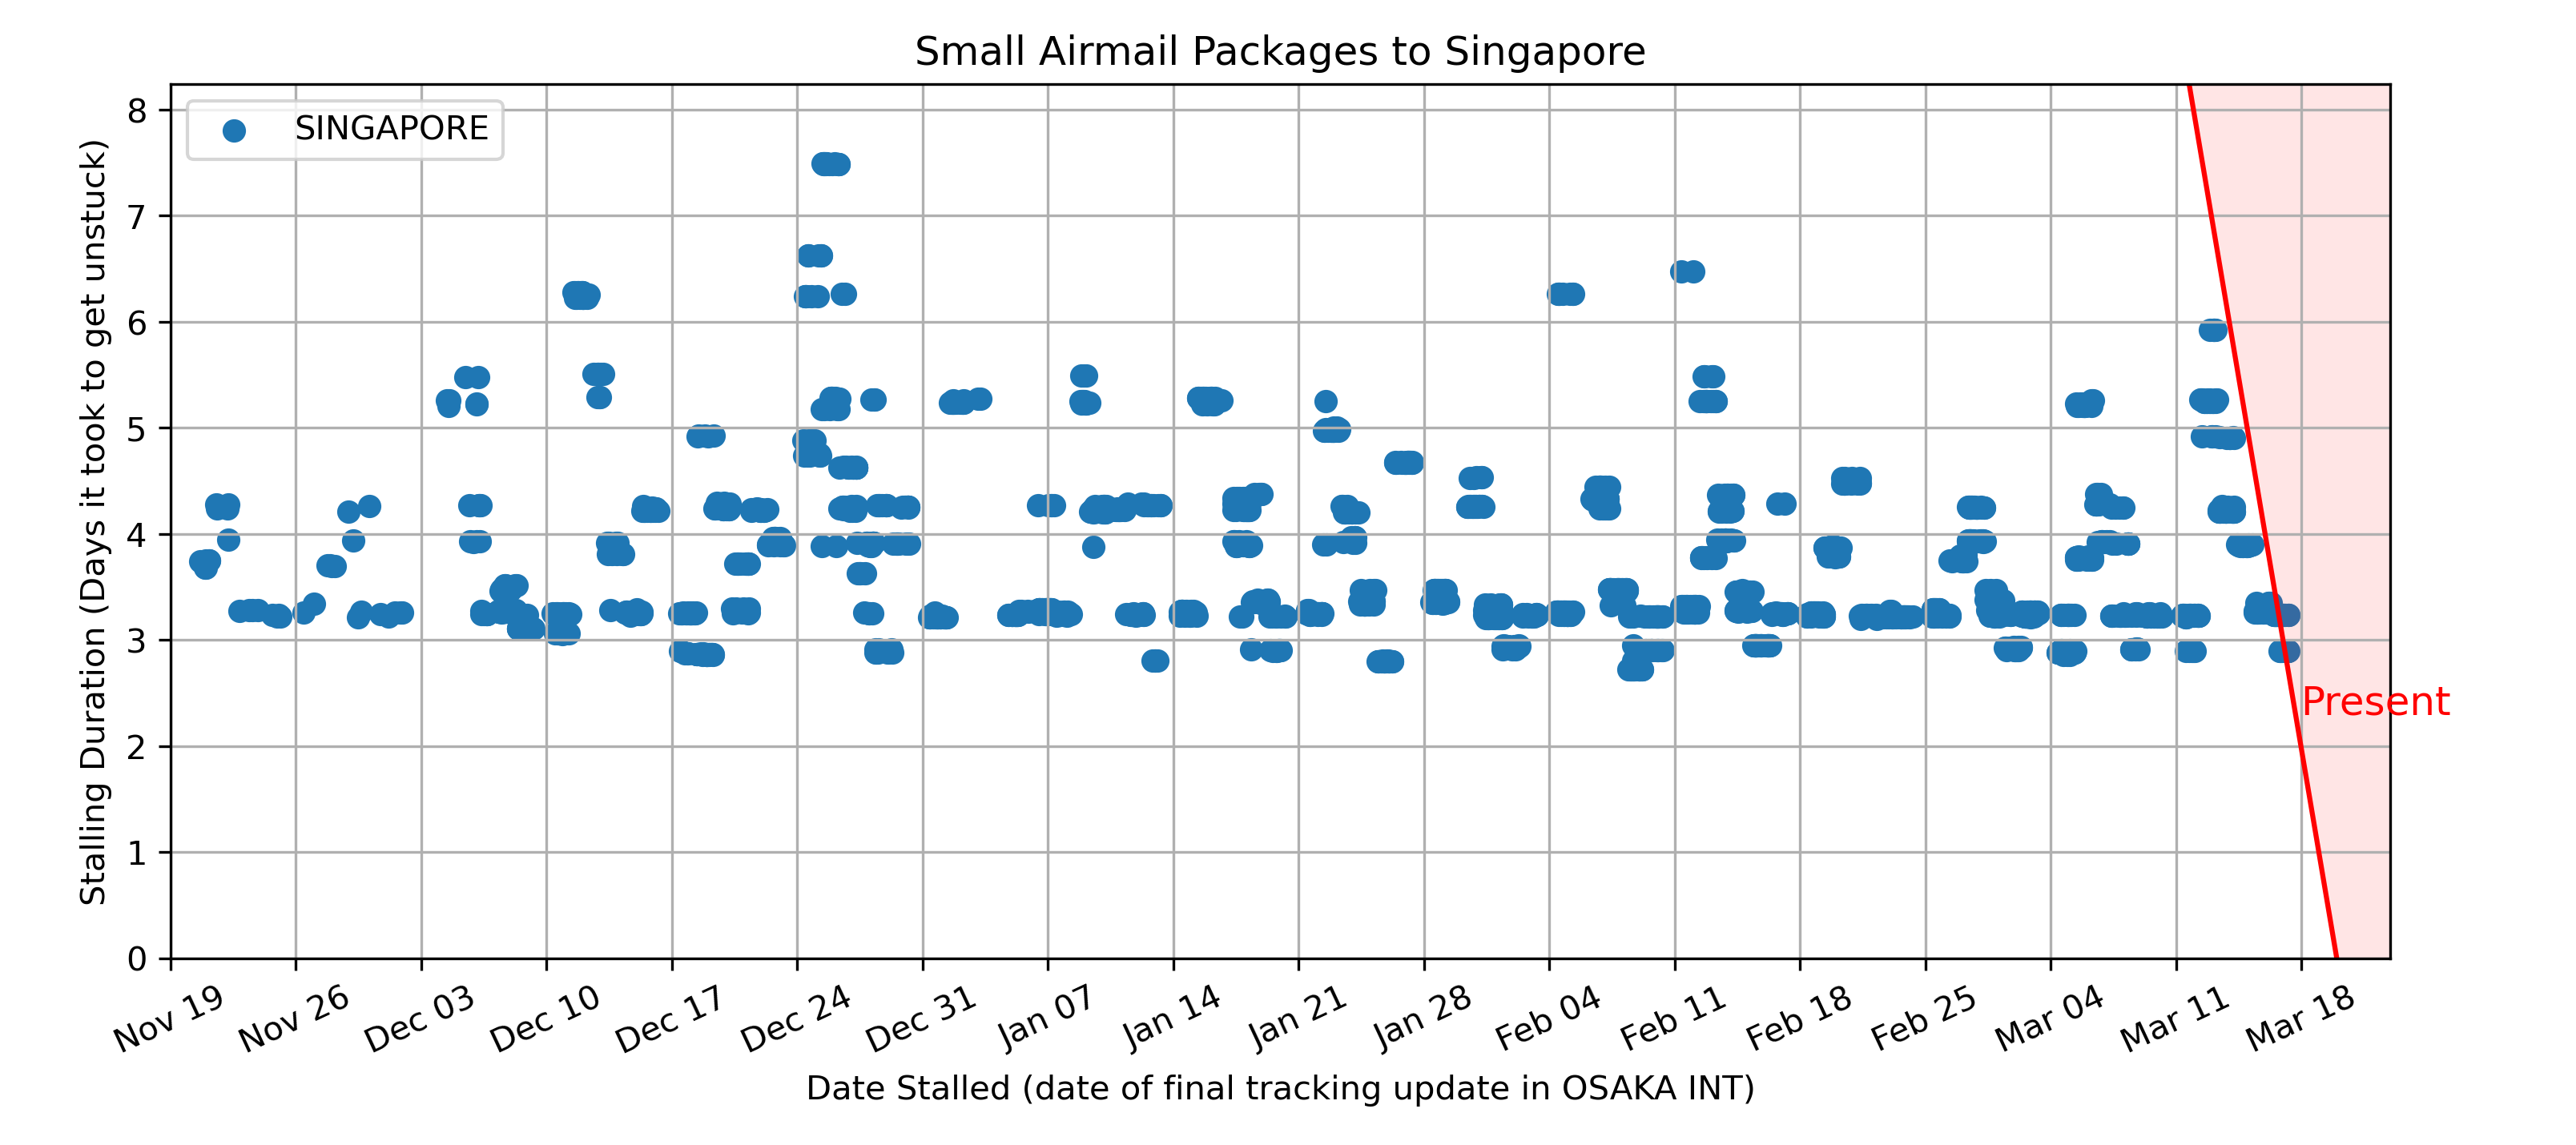 Small Airmail Packages to Singapore
SINGAPORE
Stalling Duration (Days it took to get unstuck)
8
7
6
5
4
3
2
1
0
Present
Nov 19
Nov 26
Dec 03
Dec 10
Dec 17
Dec 24
Dec 31
Jan 07
Jan 14
Jan 21
Jan 28
Feb 04
Feb 11
Feb 18
Feb 25
Mar 04
Mar 11
Mar 18
Date Stalled (date of final tracking update in OSAKA INT)